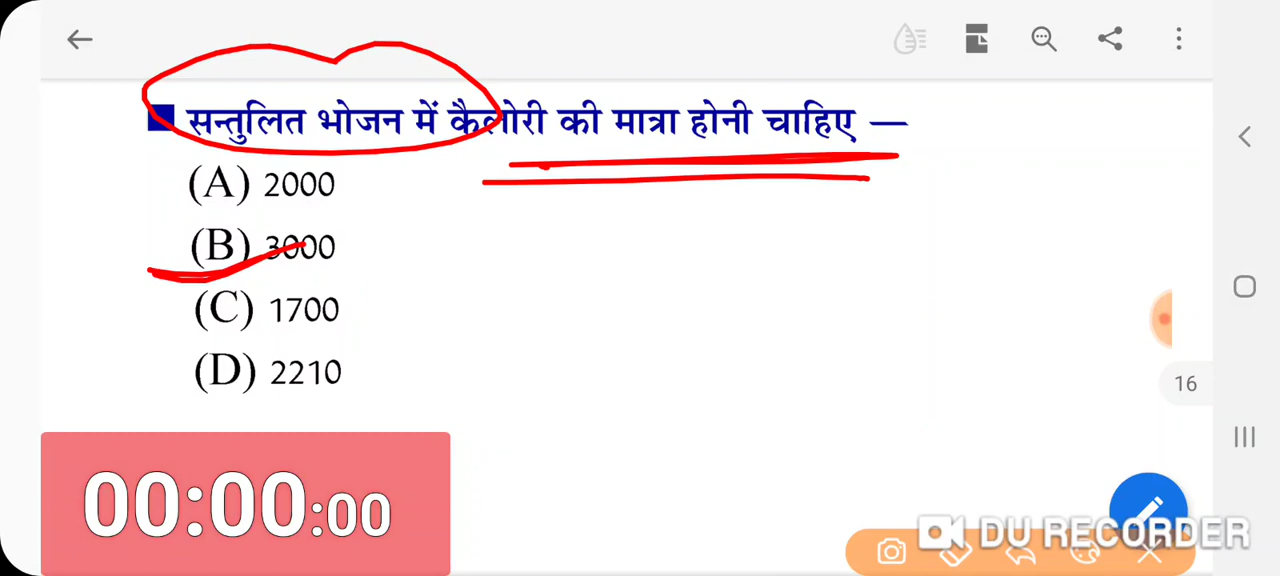 ■ सन्तुलित भोजन में कैलोरी की मात्रा होनी चाहिए —
(A) 2000
(B) 3000
(C) 1700
(D) 2210
16
00:00:00
DU RECORDER